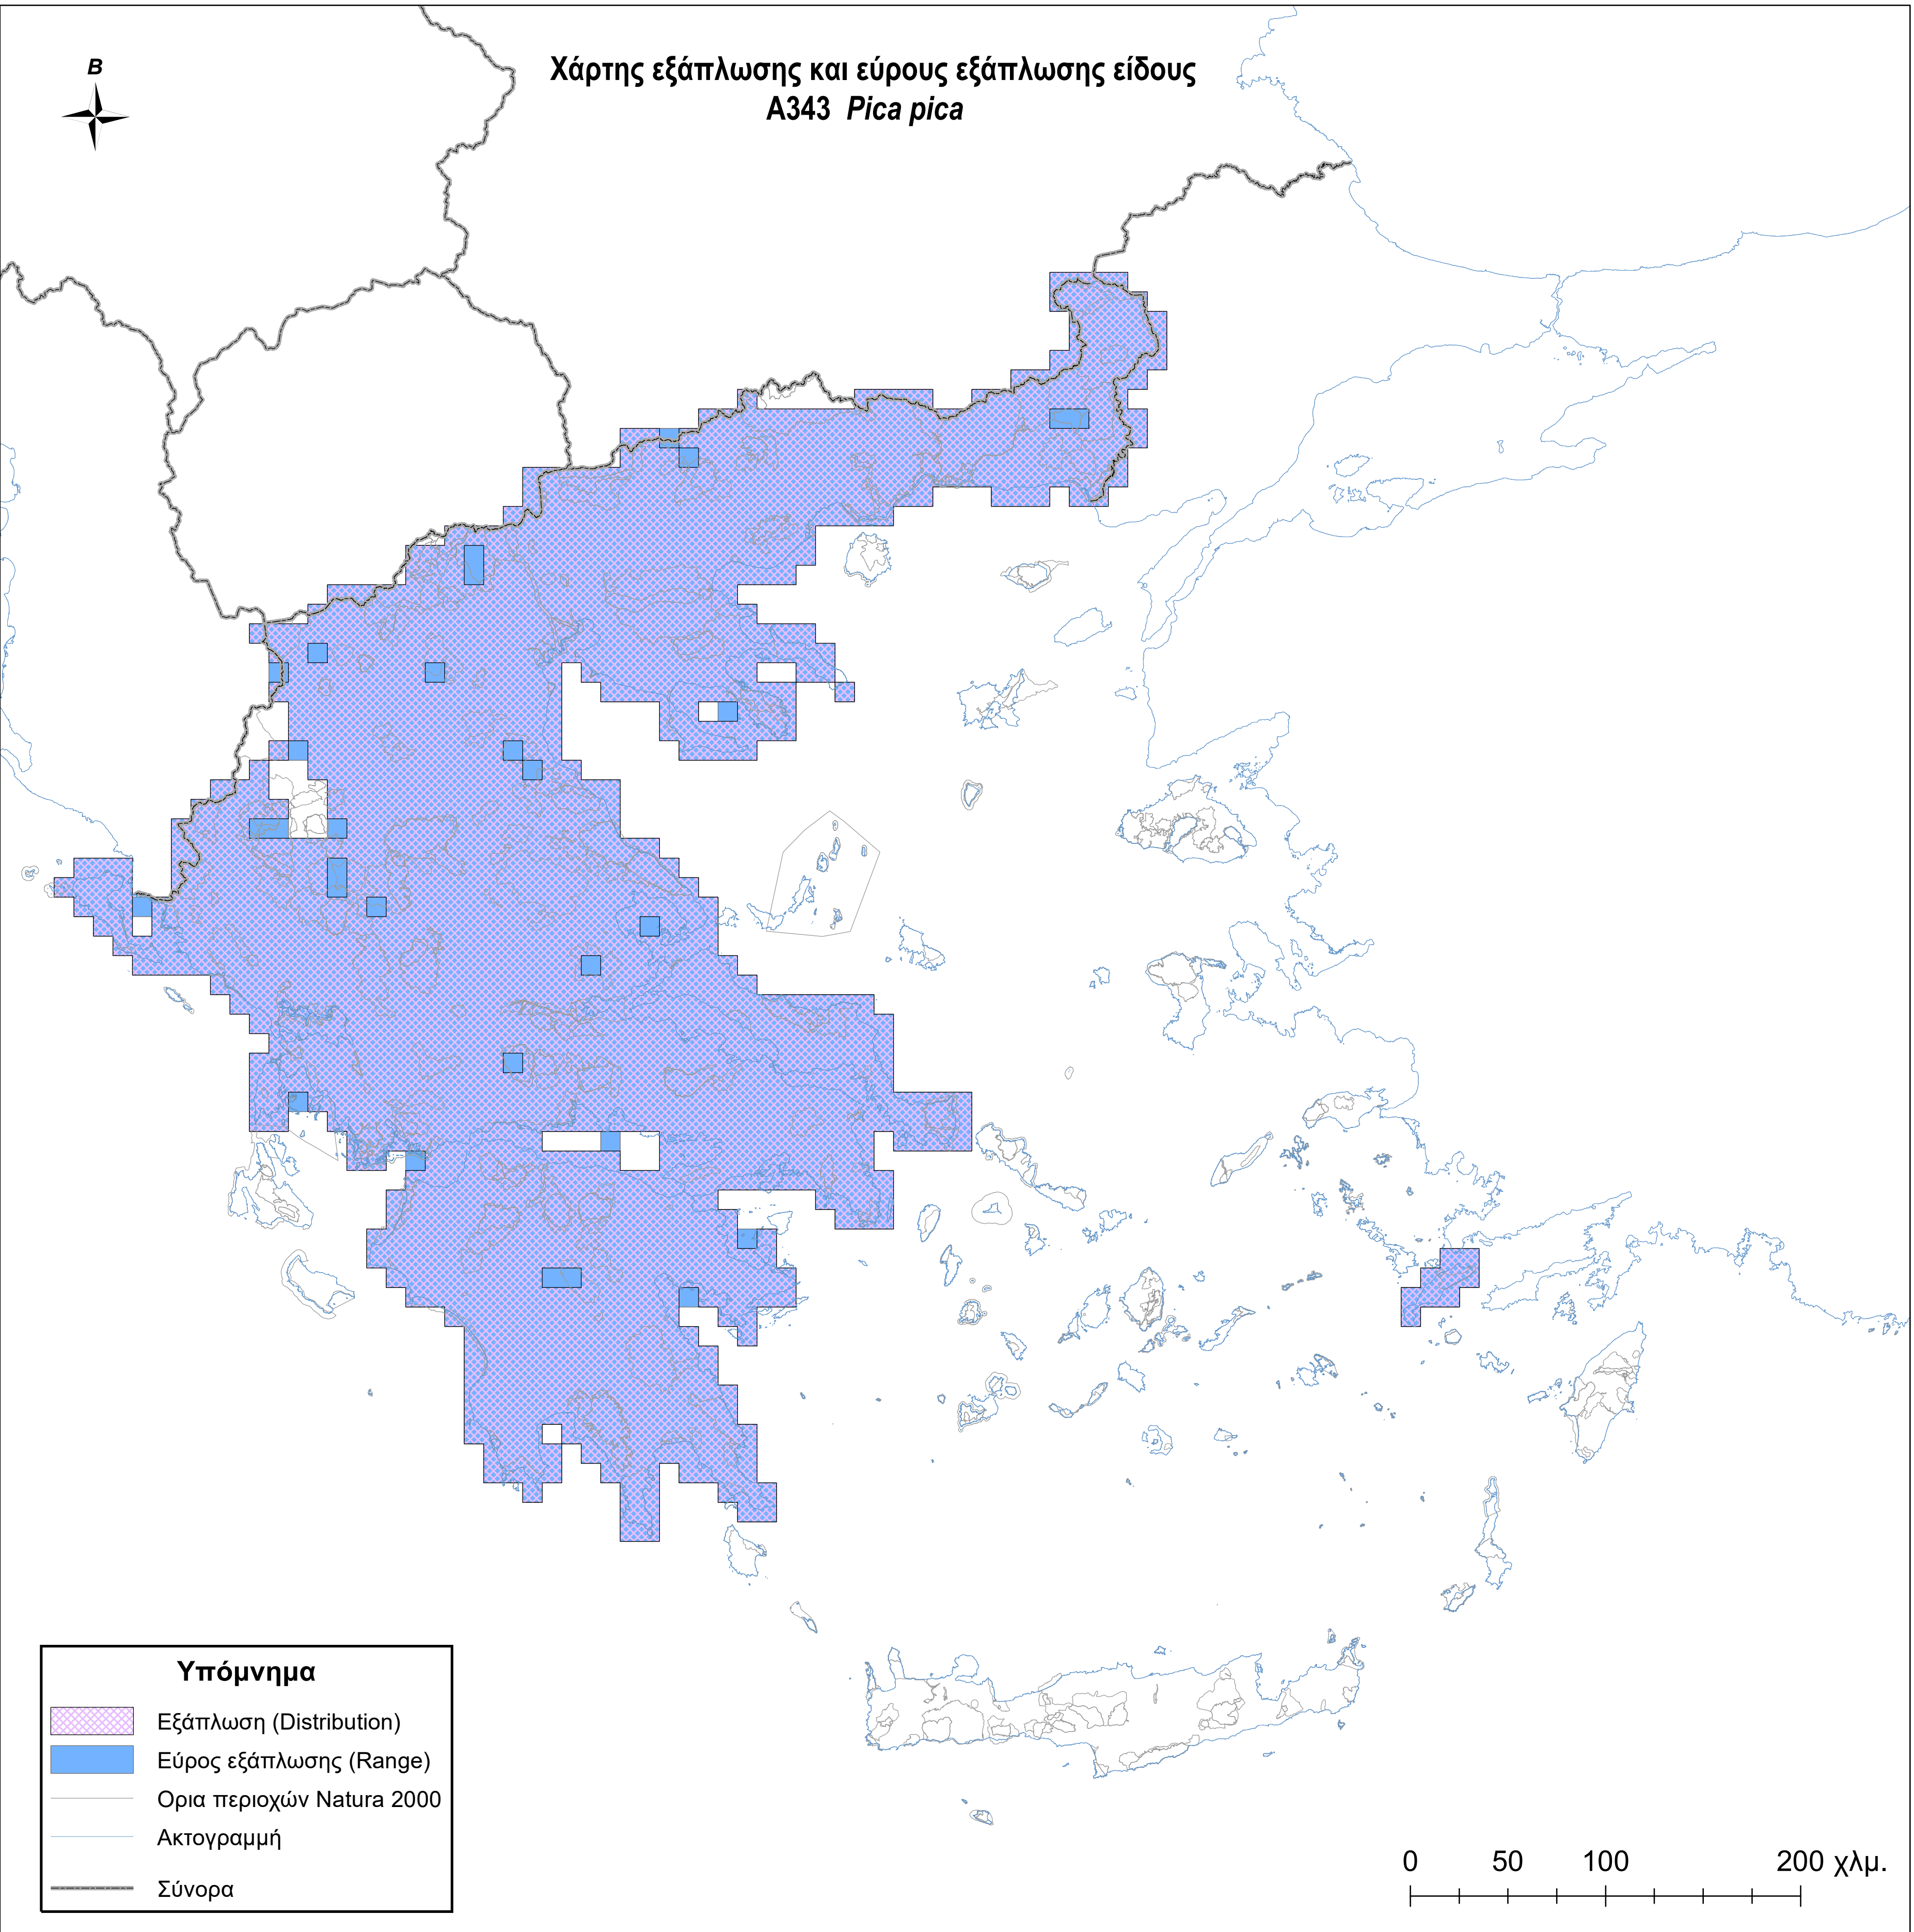 Χάρτης εξάπλωσης και εύρους εξάπλωσης είδους
A343 Pica pica
B
Υπόμνημα
Εξάπλωση (Distribution)
Εύρος εξάπλωσης (Range)
Ορια περιοχών Natura 2000
Ακτογραμμή
Σύνορα
0 50 100 200 χλμ.